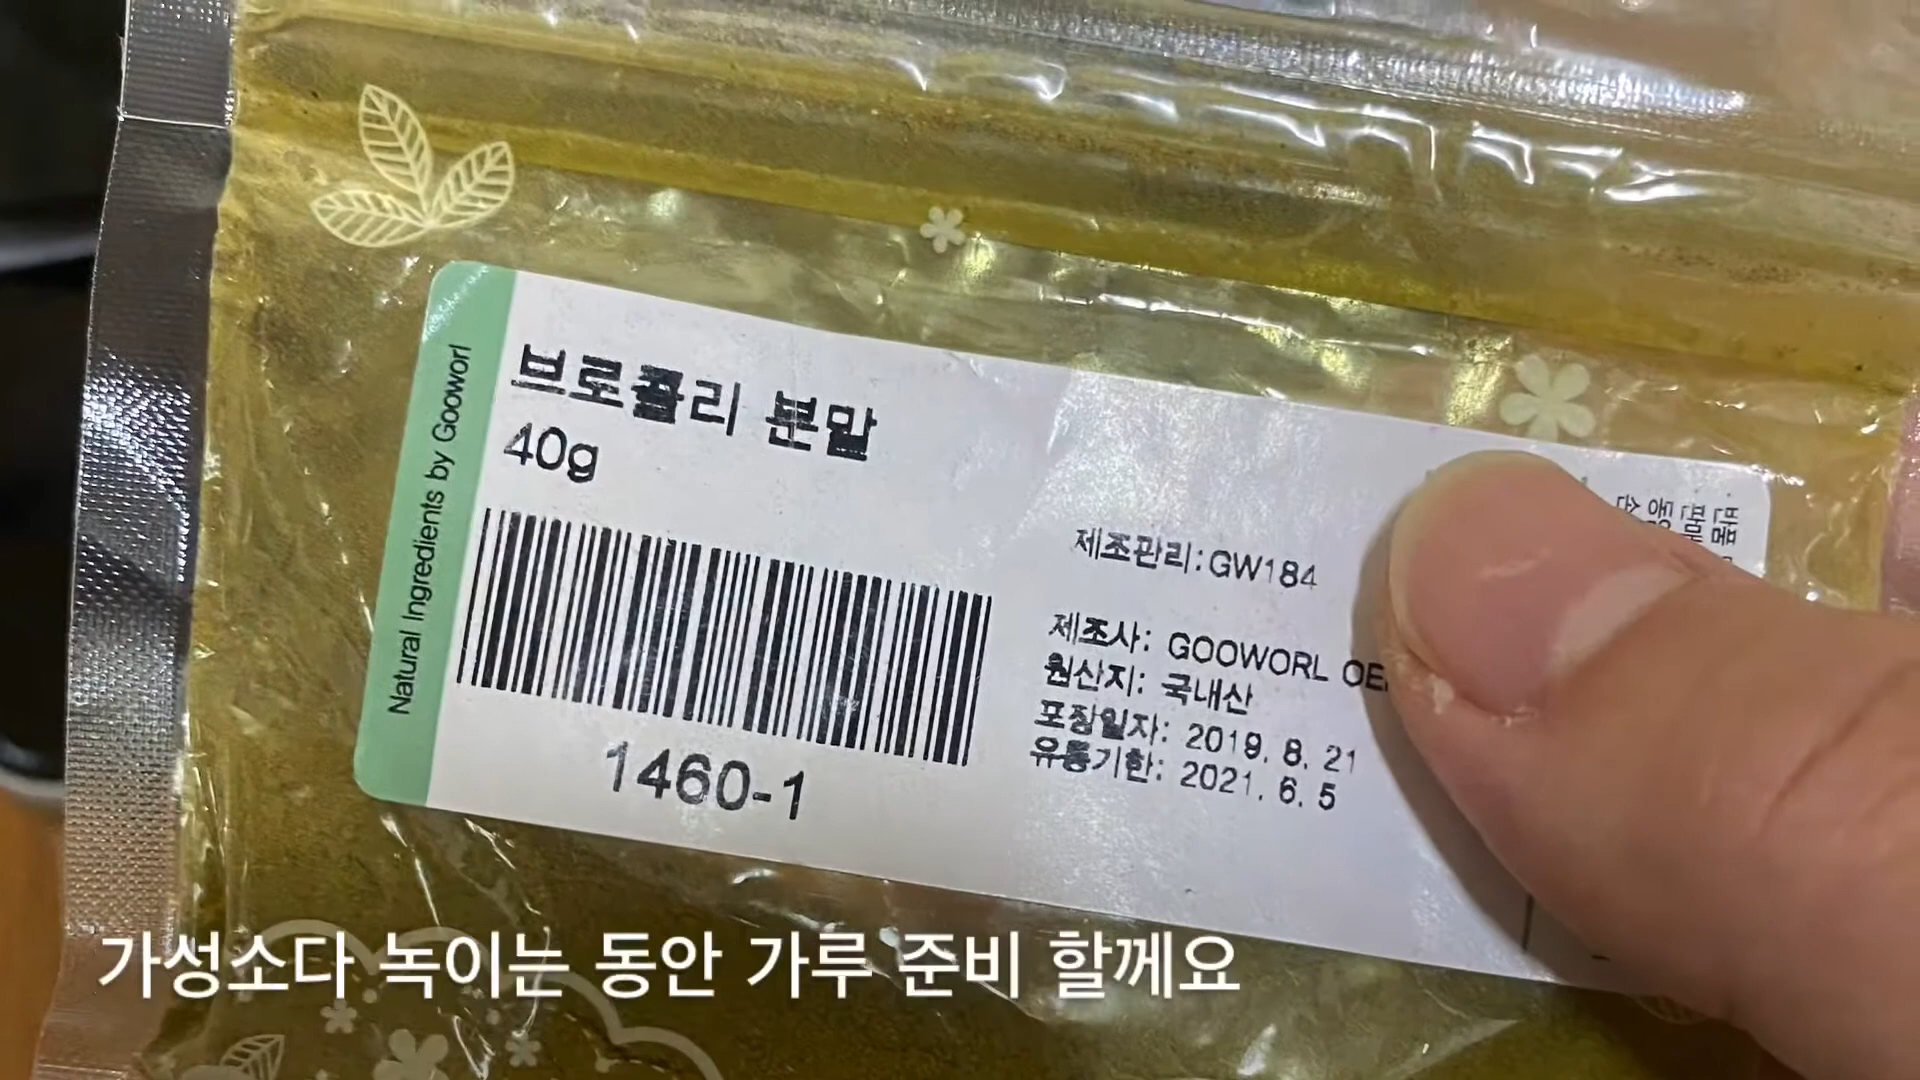 Natural Ingredients by Gooworl
브로콜리 분말
40g
1460-1
제조관리:GW184
제조사: GOOWORL
원산지: 국내산
포장일자: 2019. 8. 21
유통기한: 2021. 6. 5
반품
가성소다 녹이는 동안 가루 준비 할께요